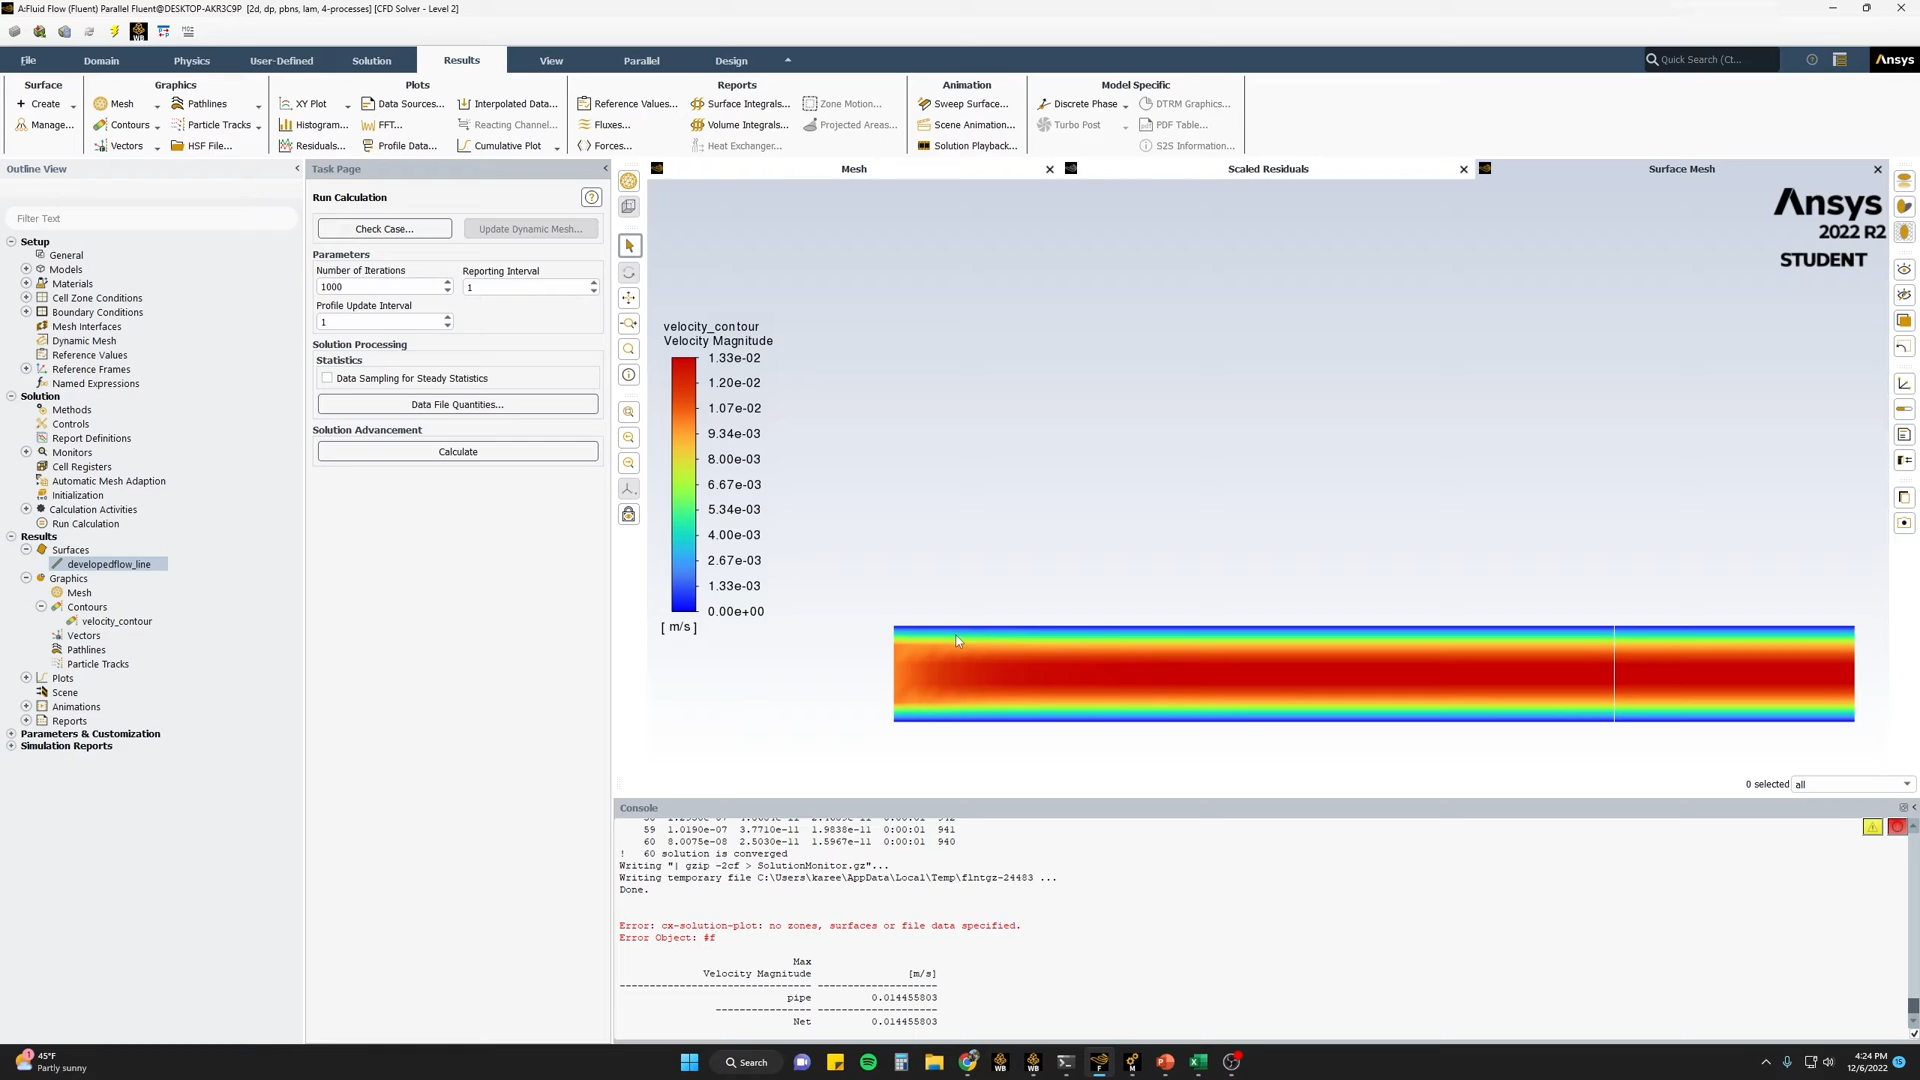 A:Fluid Flow (Fluent) Parallel Fluent@DESKTOP-AKR3C9P [2d, dp, pbns, lam, 4-processes] [CFD Solver - Level 2]
File Domain Physics User-Defined Solution Results View Parallel Design
Quick Search (Ct...
Ansys
Surface Graphics Plots Reports Animation Model Specific
Create Mesh Pathlines XY Plot Data Sources... Interpolated Data... Reference Values... Surface Integrals... Zone Motion... Sweep Surface... Discrete Phase DTRM Graphics...
Manage... Contours Particle Tracks Histogram... FFT... Reacting Channel... Fluxes... Volume Integrals... Projected Areas... Scene Animation... Turbo Post PDF Table...
Vectors HSF File... Residuals... Profile Data... Cumulative Plot Forces... Heat Exchanger... Solution Playback... S2S Information...
Outline View
Filter Text
Setup
General
Models
Materials
Cell Zone Conditions
Boundary Conditions
Mesh Interfaces
Dynamic Mesh
Reference Values
Reference Frames
Named Expressions
Solution
Methods
Controls
Report Definitions
Monitors
Cell Registers
Automatic Mesh Adaption
Initialization
Calculation Activities
Run Calculation
Results
Surfaces
developedflow_line
Graphics
Mesh
Contours
velocity_contour
Vectors
Pathlines
Particle Tracks
Plots
Scene
Animations
Reports
Parameters & Customization
Simulation Reports
Task Page
Run Calculation
Check Case... Update Dynamic Mesh...
Parameters
Number of Iterations Reporting Interval
1000 1
Profile Update Interval
1
Solution Processing
Statistics
Data Sampling for Steady Statistics
Data File Quantities...
Solution Advancement
Calculate
Mesh Scaled Residuals Surface Mesh
Ansys
2022 R2
STUDENT
velocity_contour
Velocity Magnitude
1.33e-02
1.20e-02
1.07e-02
9.34e-03
8.00e-03
6.67e-03
5.34e-03
4.00e-03
2.67e-03
1.33e-03
0.00e+00
[ m/s ]
0 selected all
Console
59 1.0190e-07 3.7710e-11 1.9838e-11 0:00:01 941
60 8.0075e-08 2.5030e-11 1.5967e-11 0:00:01 940
! 60 solution is converged
Writing "| gzip -2cf > SolutionMonitor.gz"...
Writing temporary file C:\Users\karee\AppData\Local\Temp\flntgz-24483 ...
Done.
Error: cx-solution-plot: no zones, surfaces or file data specified.
Error Object: #f
Max
Velocity Magnitude [m/s]
pipe 0.014455803
Net 0.014455803
45°F
Partly sunny
Search
4:24 PM
12/6/2022